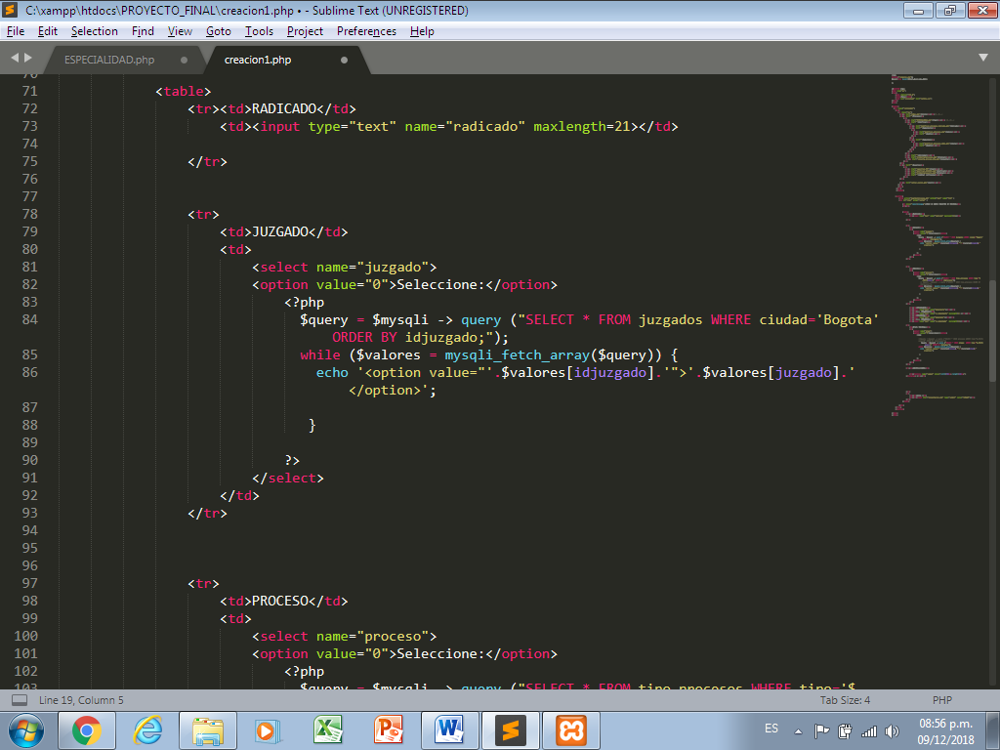 C:\xampp\htdocs\PROYECTO_FINAL\creacion1.php • - Sublime Text (UNREGISTERED)
File Edit Selection Find View Goto Tools Project Preferences Help
ESPECIALIDAD.php creacion1.php
70
71 <table>
72 <tr><td>RADICADO</td>
73 <td><input type="text" name="radicado" maxlength=21></td>
74
75 </tr>
76
77
78 <tr>
79 <td>JUZGADO</td>
80 <td>
81 <select name="juzgado">
82 <option value="0">Seleccione:</option>
83 <?php
84 $query = $mysqli -> query ("SELECT * FROM juzgados WHERE ciudad='Bogota'
ORDER BY idjuzgado;");
85 while ($valores = mysqli_fetch_array($query)) {
86 echo '<option value="'.$valores[idjuzgado].'">'.$valores[juzgado].'
</option>';
87
88 }
89
90 ?>
91 </select>
92 </td>
93 </tr>
94
95
96
97 <tr>
98 <td>PROCESO</td>
99 <td>
100 <select name="proceso">
101 <option value="0">Seleccione:</option>
102 <?php
103 $query = $mysqli -> query ("SELECT * FROM tipo_procesos WHERE tipo='$
Line 19, Column 5 Tab Size: 4 PHP
ES 08:56 p.m.
09/12/2018